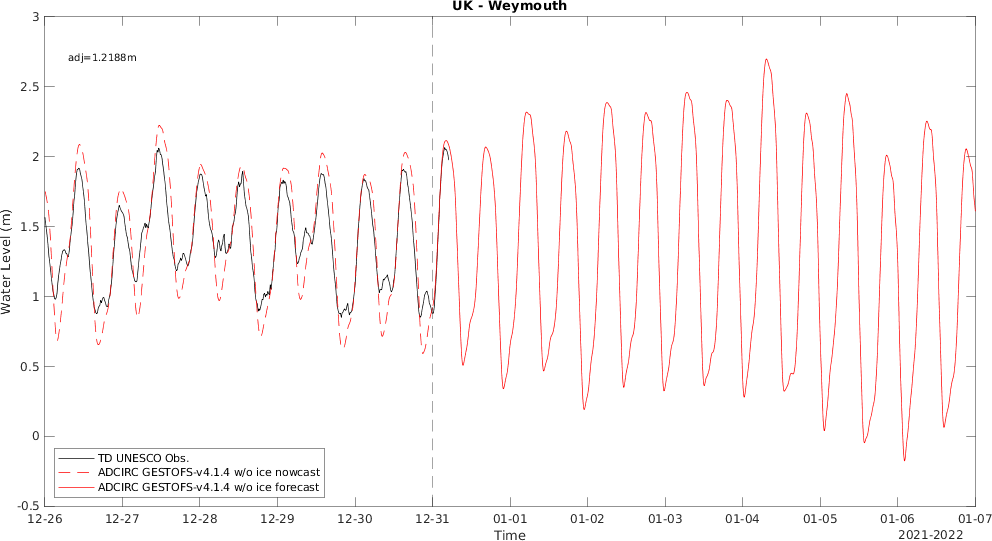 UK - Weymouth
adj=1.2188m
3
2.5
2
1.5
1
0.5
0
-0.5
Water Level (m)
TD UNESCO Obs.
ADCIRC GESTOFS-v4.1.4 w/o ice nowcast
ADCIRC GESTOFS-v4.1.4 w/o ice forecast
12-26 12-27 12-28 12-29 12-30 12-31 01-01 01-02 01-03 01-04 01-05 01-06 01-07
Time
2021-2022